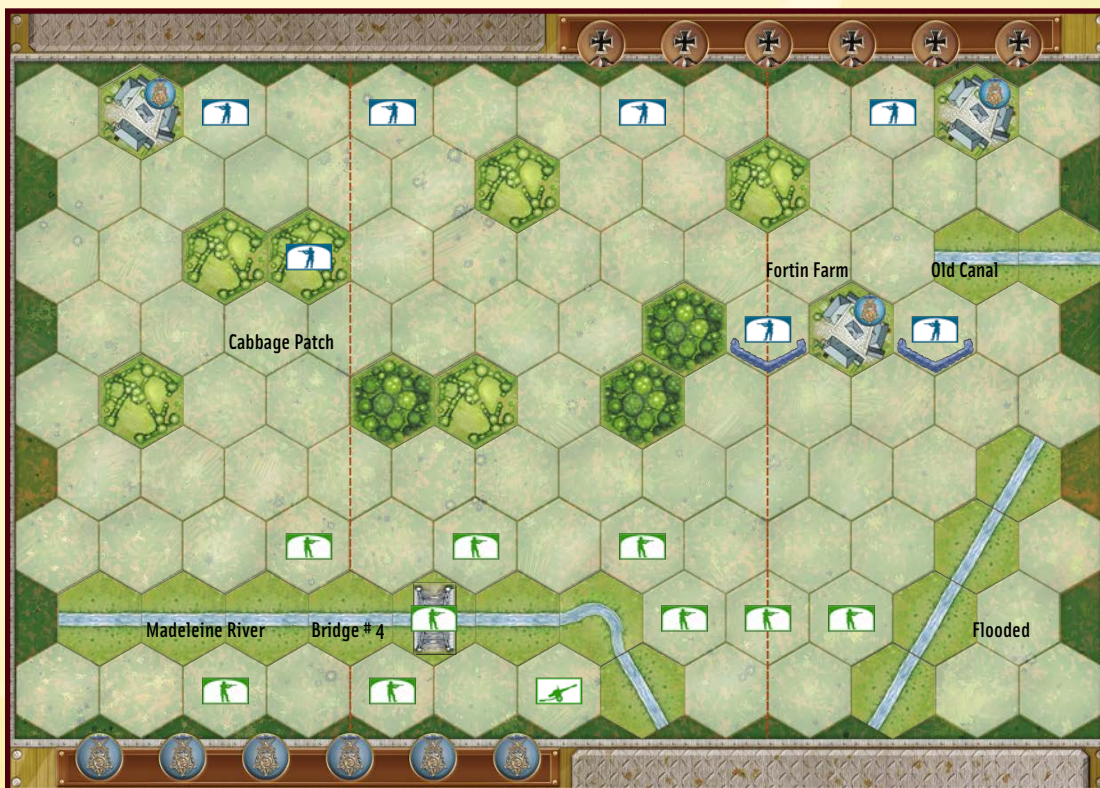 Fortin Farm
Old Canal
Cabbage Patch
Madeleine River
Bridge # 4
Flooded